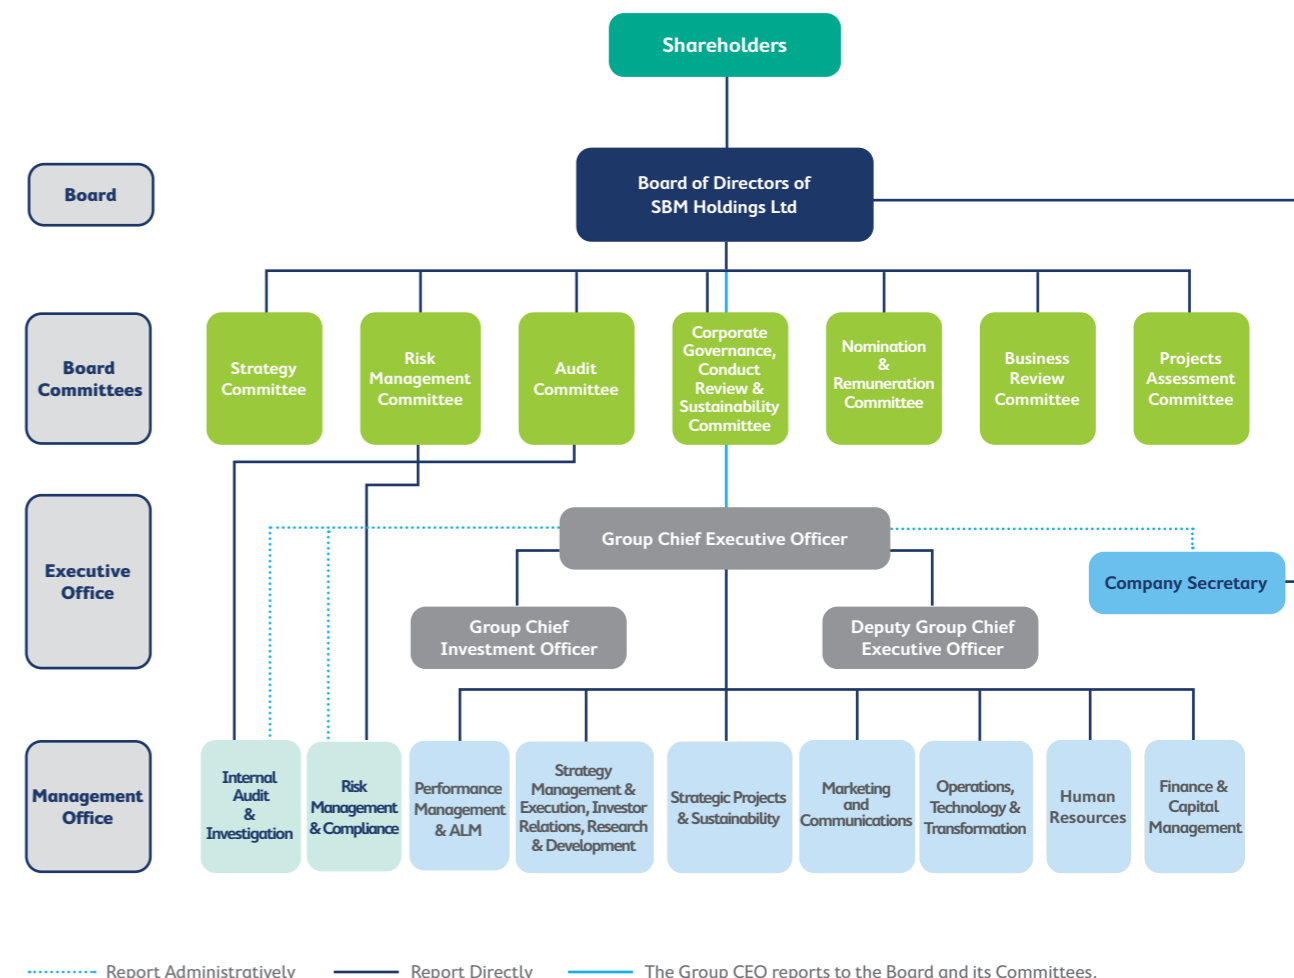 Shareholders
Board
Board of Directors of
SBM Holdings Ltd
Board
Committees
Strategy
Committee
Risk
Management
Committee
Audit
Committee
Corporate
Governance,
Conduct
Review &
Sustainability
Committee
Nomination
&
Remuneration
Committee
Business
Review
Committee
Projects
Assessment
Committee
Executive
Office
Group Chief Executive Officer
Company Secretary
Group Chief
Investment Officer
Deputy Group Chief
Executive Officer
Management
Office
Internal
Audit
&
Investigation
Risk
Management
& Compliance
Performance
Management
& ALM
Strategy
Management &
Execution, Investor
Relations, Research
& Development
Strategic Projects
& Sustainability
Marketing
and
Communications
Operations,
Technology &
Transformation
Human
Resources
Finance &
Capital
Management
Report Administratively
Report Directly
The Group CEO reports to the Board and its Committees.